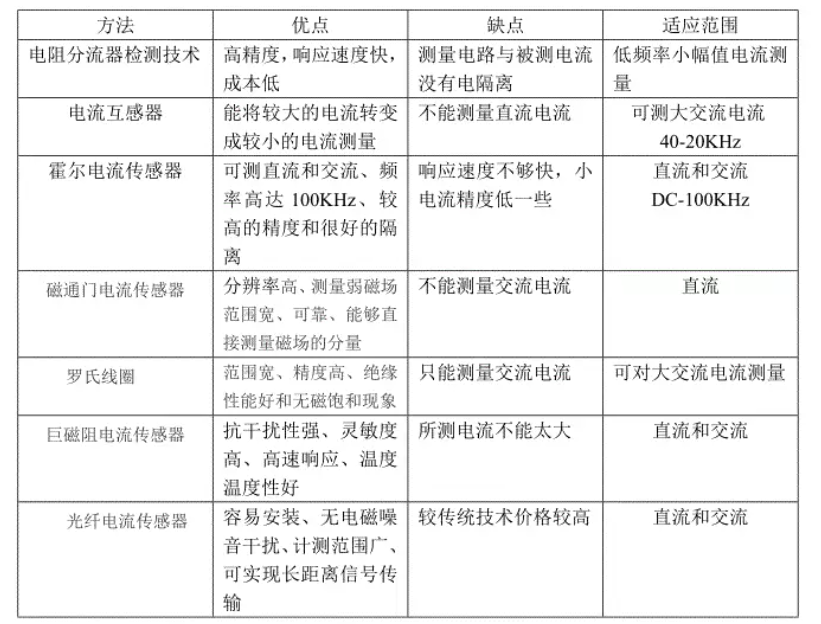 方法 优点 缺点 适应范围
电阻分流器检测技术 高精度，响应速度快， 测量电路与被测电流 低频率小幅值电流测
成本低 没有电隔离 量
电流互感器 能将较大的电流转变 不能测量直流电流 可测大交流电流
成较小的电流测量 40-20KHz
霍尔电流传感器 可测直流和交流、频 响应速度不够快，小 直流和交流
率高达 100KHz、较 电流精度低一些 DC-100KHz
高的精度和很好的隔
离
磁通门电流传感器 分辨率高、测量弱磁场 不能测量交流电流 直流
范围宽、可靠、能够直
接测量磁场的分量
罗氏线圈 范围宽、精度高、绝缘 只能测量交流电流 可对大交流电流测量
性能好和无磁饱和现象
巨磁阻电流传感器 抗干扰性强、灵敏度 所测电流不能太大 直流和交流
高、高速响应、温度
温度性好
光纤电流传感器 容易安装、无电磁噪 较传统技术价格较高 直流和交流
音干扰、计测范围广、
可实现长距离信号传
输